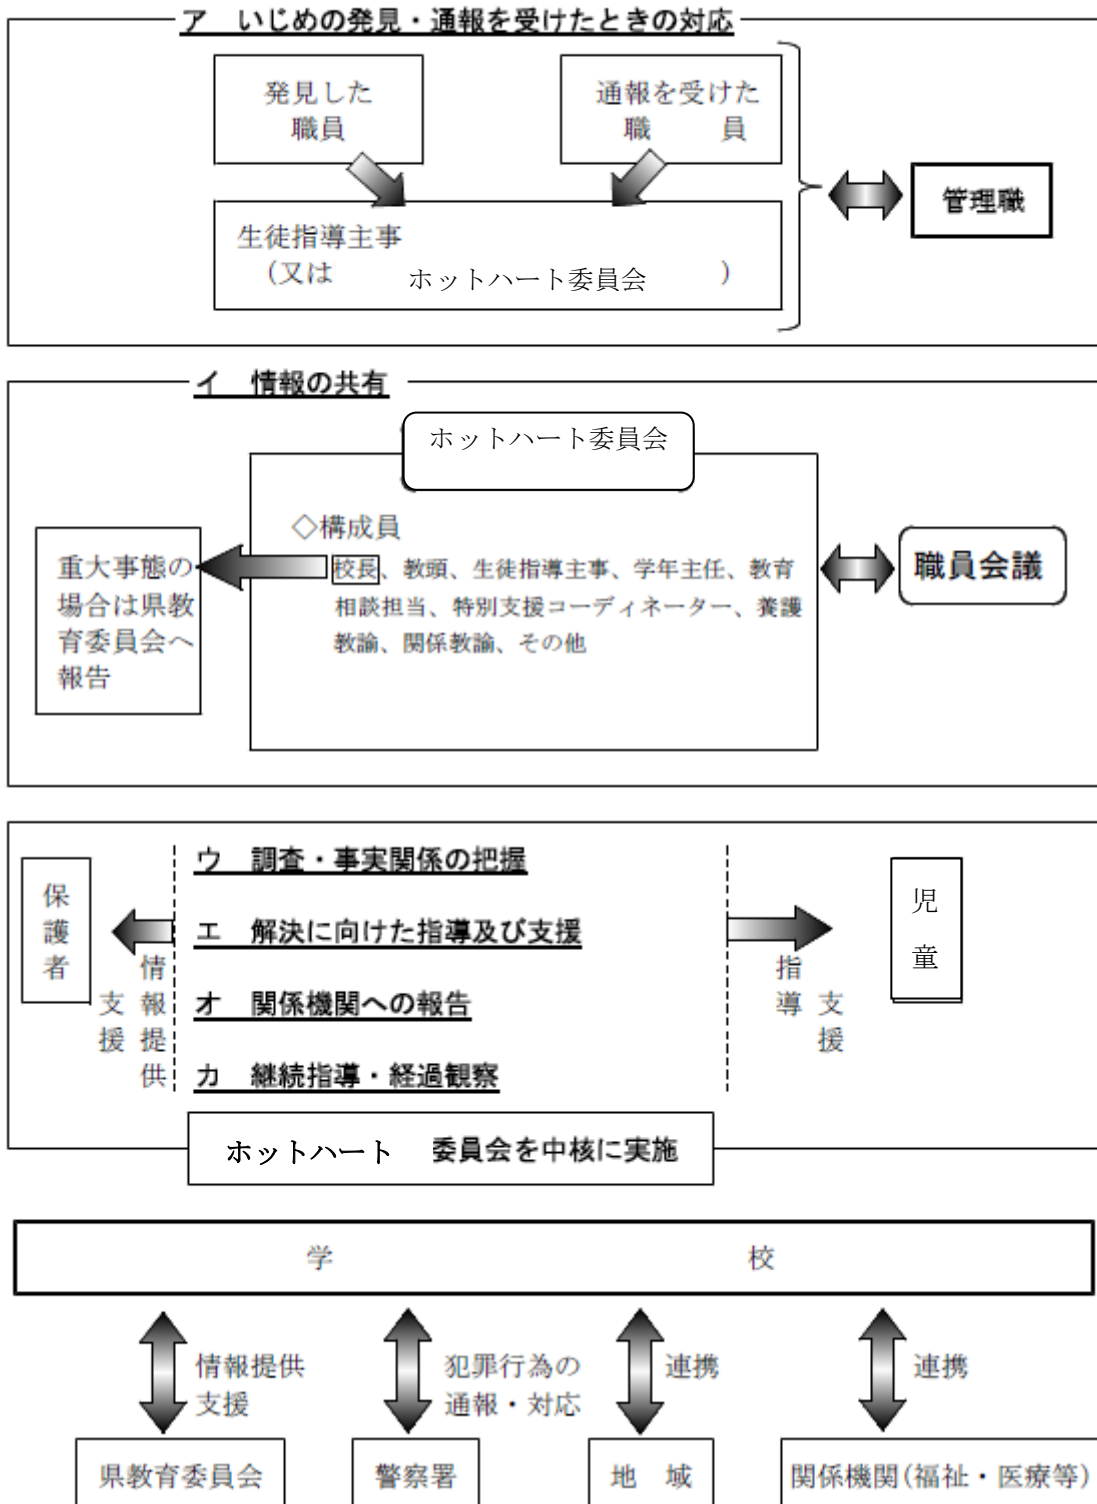 ア　いじめの発見・通報を受けたときの対応
発見した
職員
通報を受けた
職　　員
生徒指導主事
（又は　ホットハート委員会　）
管理職
イ　情報の共有
ホットハート委員会
◇構成員
校長、教頭、生徒指導主事、学年主任、教育
相談担当、特別支援コーディネーター、養護
教諭、関係教諭、その他
重大事態の
場合は県教
育委員会へ
報告
職員会議
ウ　調査・事実関係の把握
エ　解決に向けた指導及び支援
オ　関係機関への報告
カ　継続指導・経過観察
保護者
情報提供
支援
指導
支援
児童
ホットハート　委員会を中核に実施
学　　校
情報提供
支援
犯罪行為の
通報・対応
連携
連携
県教育委員会
警察署
地　域
関係機関(福祉・医療等)